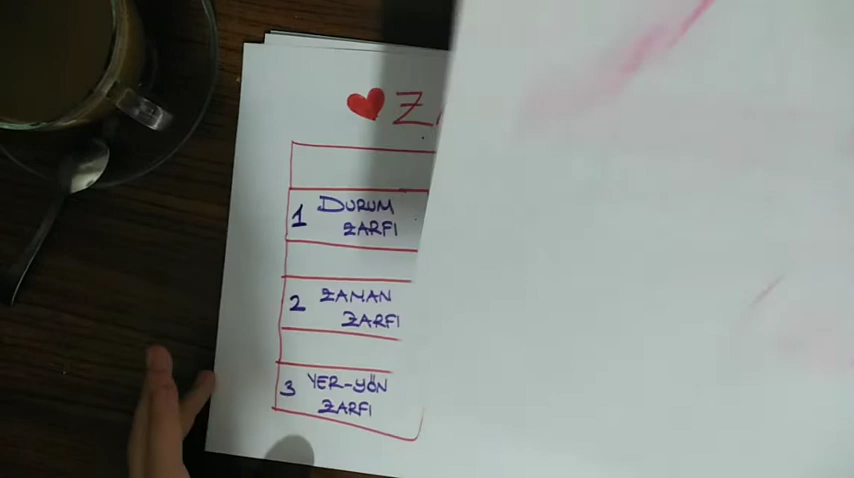 1 DURUM
ZARFI
2 ZAMAN
ZARFI
3 YER-YÖN
ZARFI